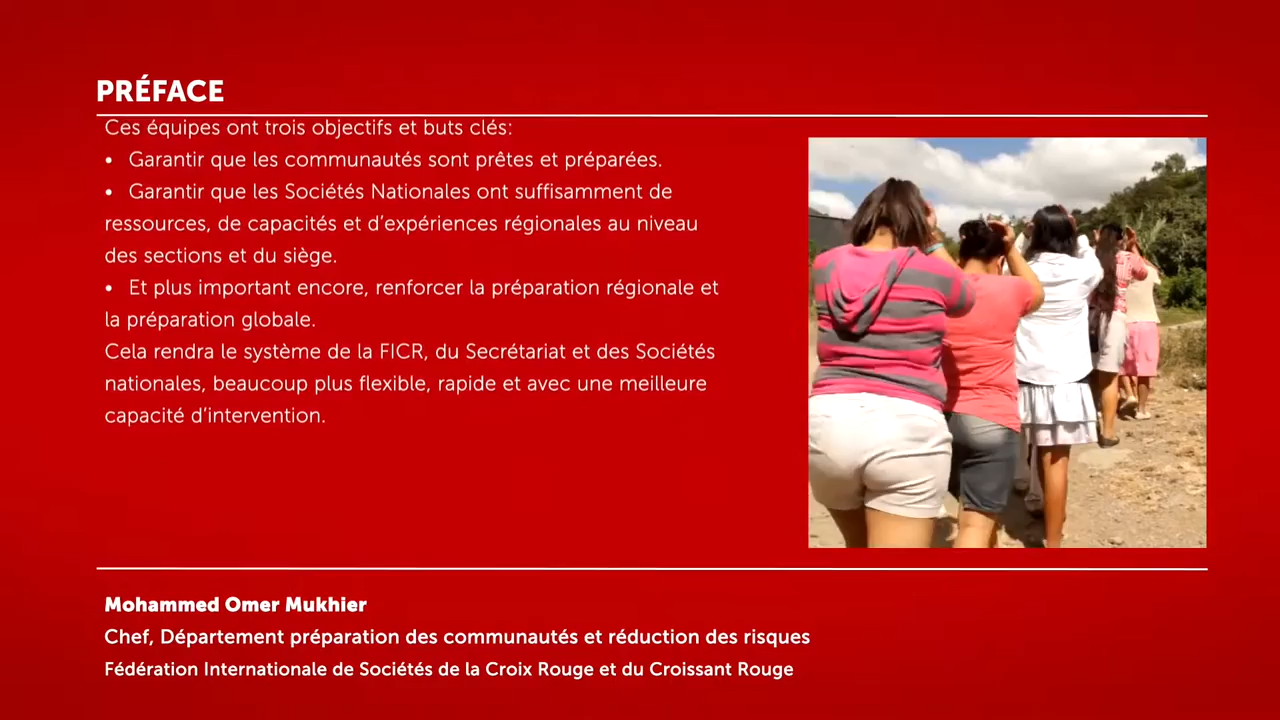 PRÉFACE
Ces équipes ont trois objectifs et buts clés:
• Garantir que les communautés sont prêtes et préparées.
• Garantir que les Sociétés Nationales ont suffisamment de
ressources, de capacités et d’expériences régionales au niveau
des sections et du siège.
• Et plus important encore, renforcer la préparation régionale et
la préparation globale.
Cela rendra le système de la FICR, du Secrétariat et des Sociétés
nationales, beaucoup plus flexible, rapide et avec une meilleure
capacité d’intervention.
Mohammed Omer Mukhier
Chef, Département préparation des communautés et réduction des risques
Fédération Internationale de Sociétés de la Croix Rouge et du Croissant Rouge